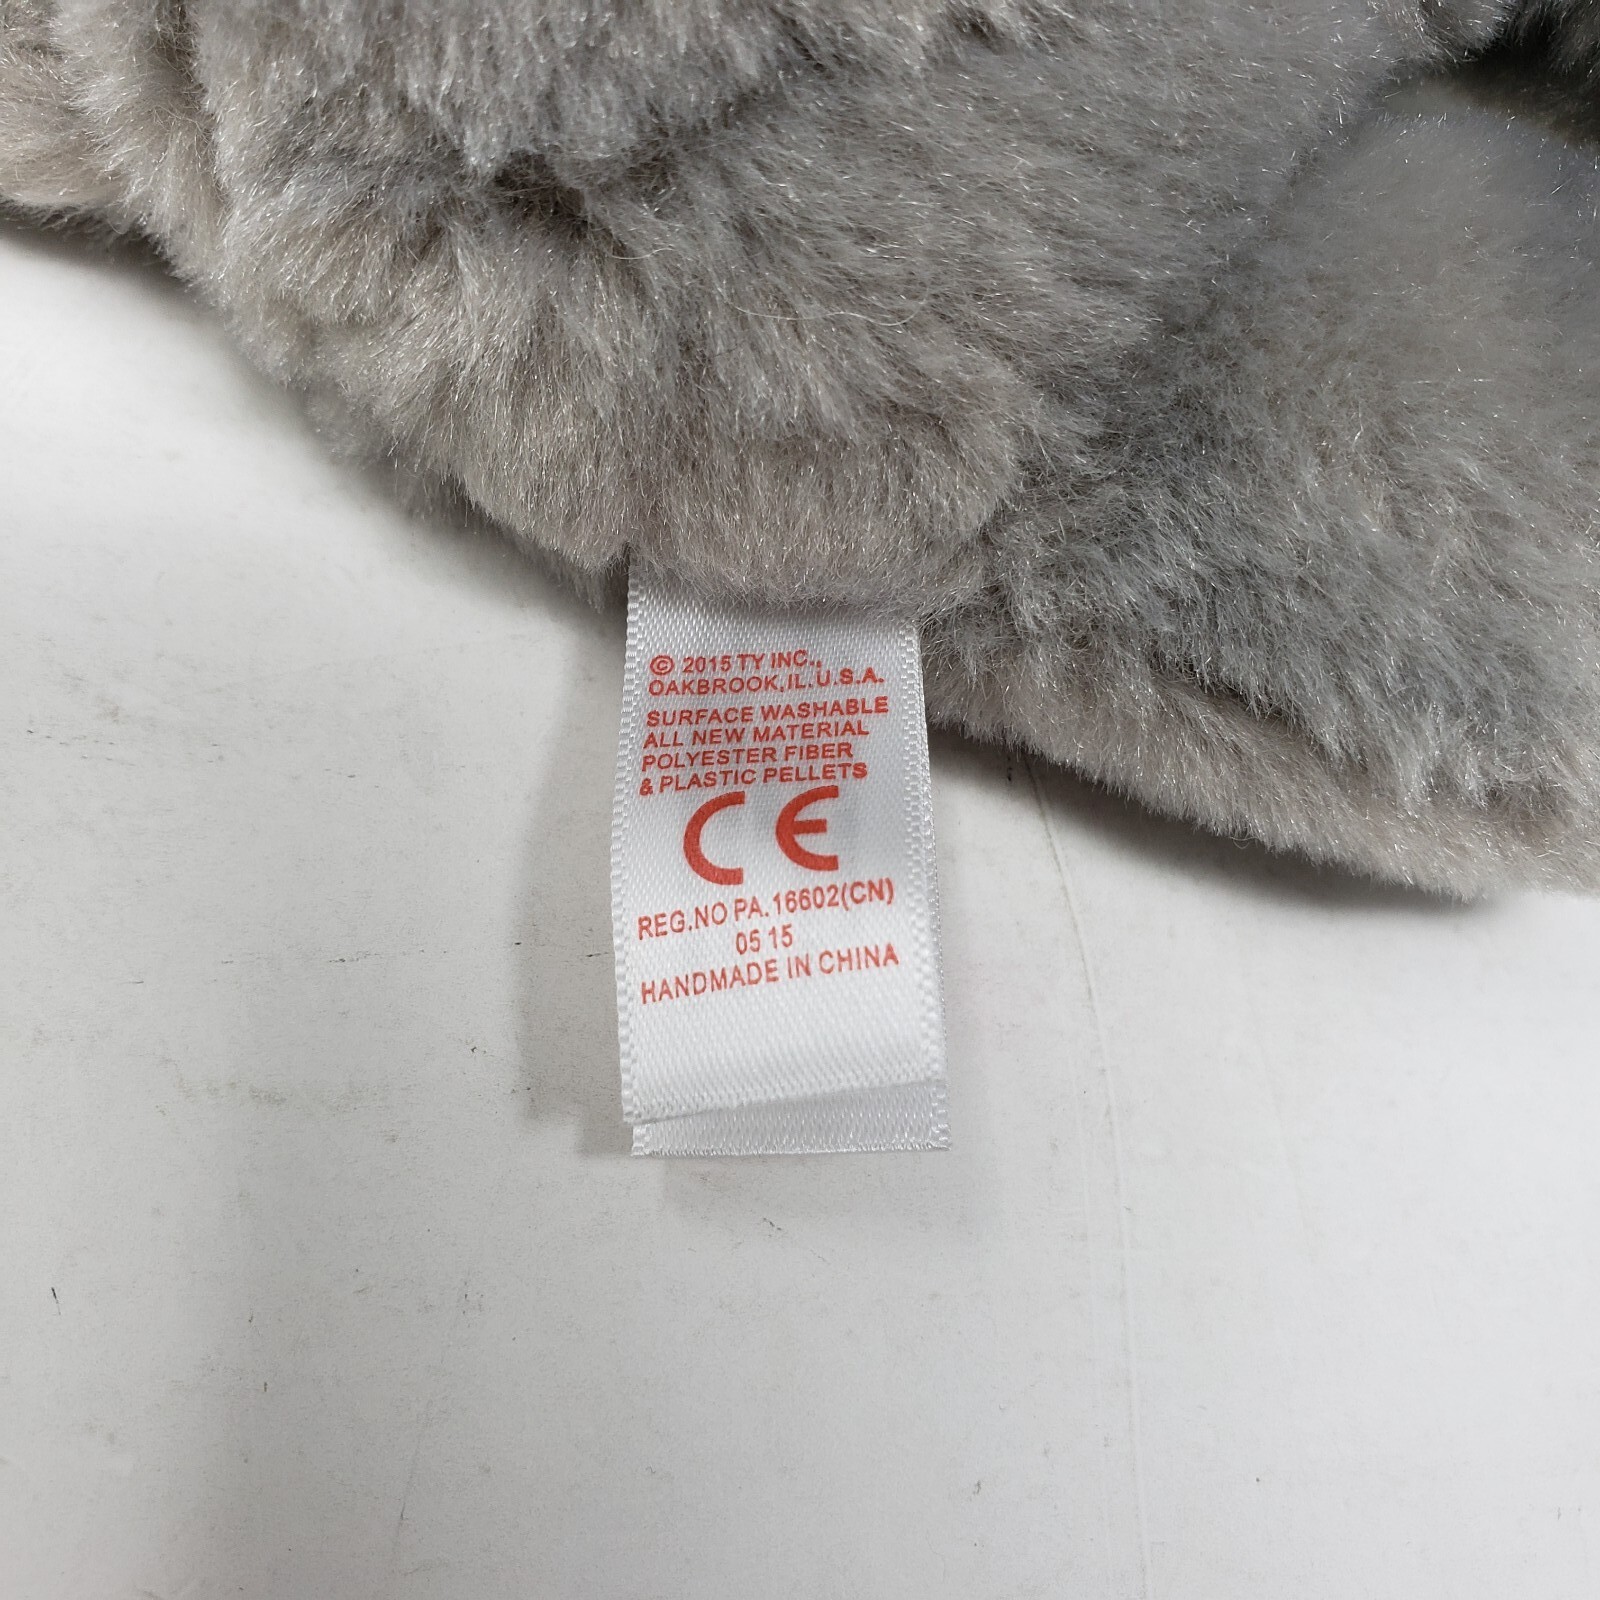 © 2015 TY INC.,
OAKBROOK, IL. U.S.A.
SURFACE WASHABLE
ALL NEW MATERIAL
POLYESTER FIBER
& PLASTIC PELLETS
CE
REG.NO PA. 16602(CN)
05 15
HANDMADE IN CHINA